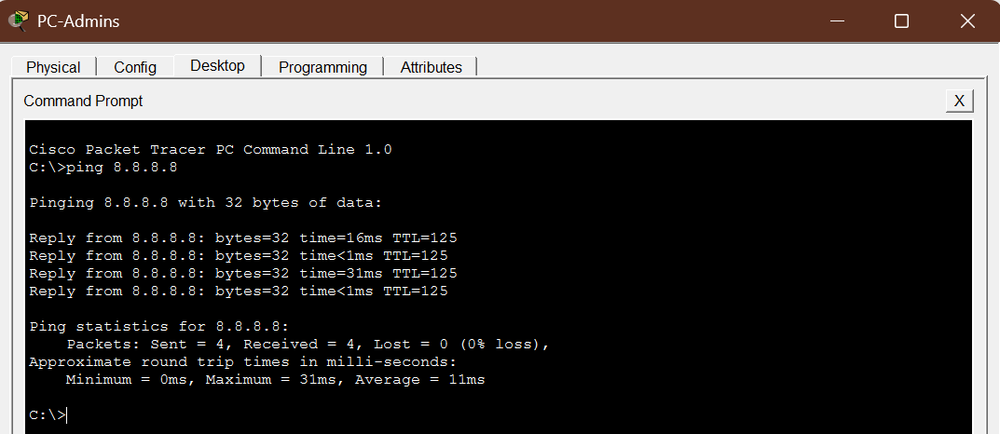 PC-Admins
Physical Config Desktop Programming Attributes
Command Prompt X
Cisco Packet Tracer PC Command Line 1.0
C:\>ping 8.8.8.8
Pinging 8.8.8.8 with 32 bytes of data:
Reply from 8.8.8.8: bytes=32 time=16ms TTL=125
Reply from 8.8.8.8: bytes=32 time<1ms TTL=125
Reply from 8.8.8.8: bytes=32 time=31ms TTL=125
Reply from 8.8.8.8: bytes=32 time<1ms TTL=125
Ping statistics for 8.8.8.8:
Packets: Sent = 4, Received = 4, Lost = 0 (0% loss),
Approximate round trip times in milli-seconds:
Minimum = 0ms, Maximum = 31ms, Average = 11ms
C:\>